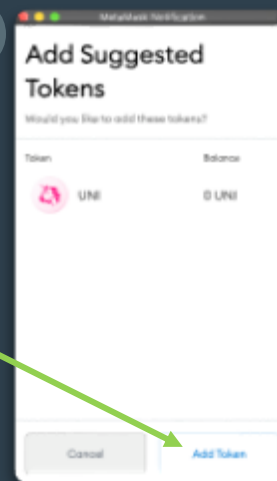 MetaMask Notification
Add Suggested
Tokens
Would you like to add these tokens?
Token Balance
UNI 0 UNI
Cancel Add Token